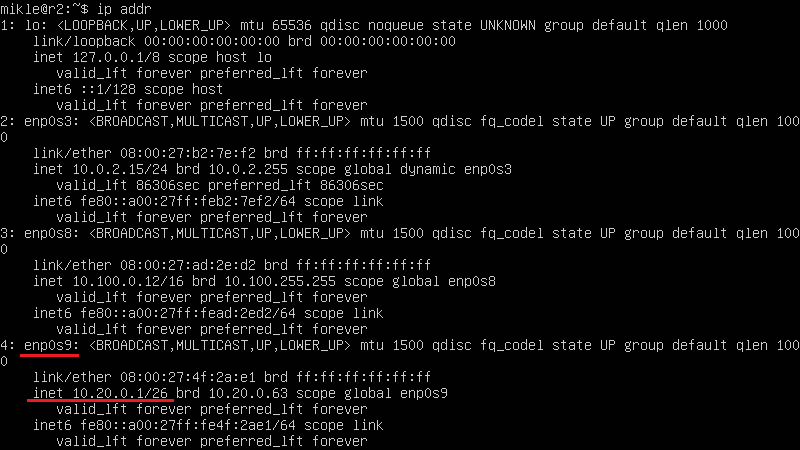 mikle@r2:~$ ip addr
1: lo: <LOOPBACK,UP,LOWER_UP> mtu 65536 qdisc noqueue state UNKNOWN group default qlen 1000
link/loopback 00:00:00:00:00:00 brd 00:00:00:00:00:00
inet 127.0.0.1/8 scope host lo
valid_lft forever preferred_lft forever
inet6 ::1/128 scope host
valid_lft forever preferred_lft forever
2: enp0s3: <BROADCAST,MULTICAST,UP,LOWER_UP> mtu 1500 qdisc fq_codel state UP group default qlen 100
0
link/ether 08:00:27:b2:7e:f2 brd ff:ff:ff:ff:ff:ff
inet 10.0.2.15/24 brd 10.0.2.255 scope global dynamic enp0s3
valid_lft 86306sec preferred_lft 86306sec
inet6 fe80::a00:27ff:feb2:7ef2/64 scope link
valid_lft forever preferred_lft forever
3: enp0s8: <BROADCAST,MULTICAST,UP,LOWER_UP> mtu 1500 qdisc fq_codel state UP group default qlen 100
0
link/ether 08:00:27:ad:2e:d2 brd ff:ff:ff:ff:ff:ff
inet 10.100.0.12/16 brd 10.100.255.255 scope global enp0s8
valid_lft forever preferred_lft forever
inet6 fe80::a00:27ff:fead:2ed2/64 scope link
valid_lft forever preferred_lft forever
4: enp0s9: <BROADCAST,MULTICAST,UP,LOWER_UP> mtu 1500 qdisc fq_codel state UP group default qlen 100
0
link/ether 08:00:27:4f:2a:e1 brd ff:ff:ff:ff:ff:ff
inet 10.20.0.1/26 brd 10.20.0.63 scope global enp0s9
valid_lft forever preferred_lft forever
inet6 fe80::a00:27ff:fe4f:2ae1/64 scope link
valid_lft forever preferred_lft forever